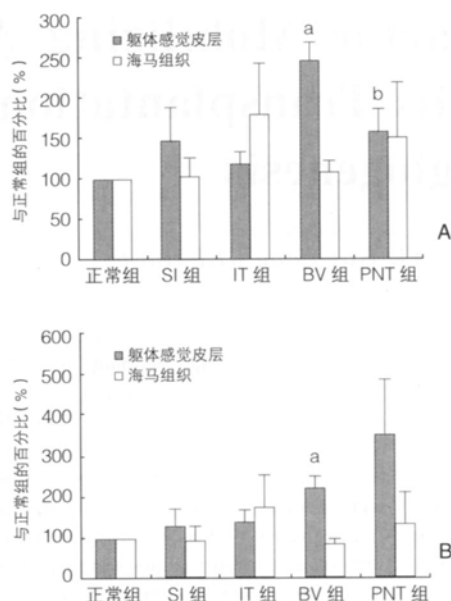 与正常组的百分比(%)
300
250
200
150
100
50
0
躯体感觉皮层
海马组织
a
b
正常组 SI 组 IT 组 BV 组 PNT 组
A
与正常组的百分比(%)
600
500
400
300
200
100
0
躯体感觉皮层
海马组织
a
正常组 SI 组 IT 组 BV 组 PNT 组
B